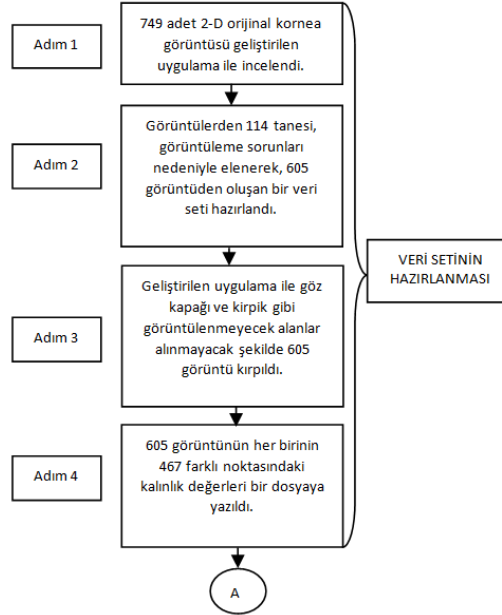 Adım 1
749 adet 2-D orijinal kornea
görüntüsü geliştirilen
uygulama ile incelendi.
Adım 2
Görüntülerden 114 tanesi,
görüntüleme sorunları
nedeniyle elenerek, 605
görüntüden oluşan bir veri
seti hazırlandı.
VERİ SETİNİN
HAZIRLANMASI
Adım 3
Geliştirilen uygulama ile göz
kapağı ve kirpik gibi
görüntülenmeyecek alanlar
alınmayacak şekilde 605
görüntü kırpıldı.
Adım 4
605 görüntünün her birinin
467 farklı noktasındaki
kalınlık değerleri bir dosyaya
yazıldı.
A